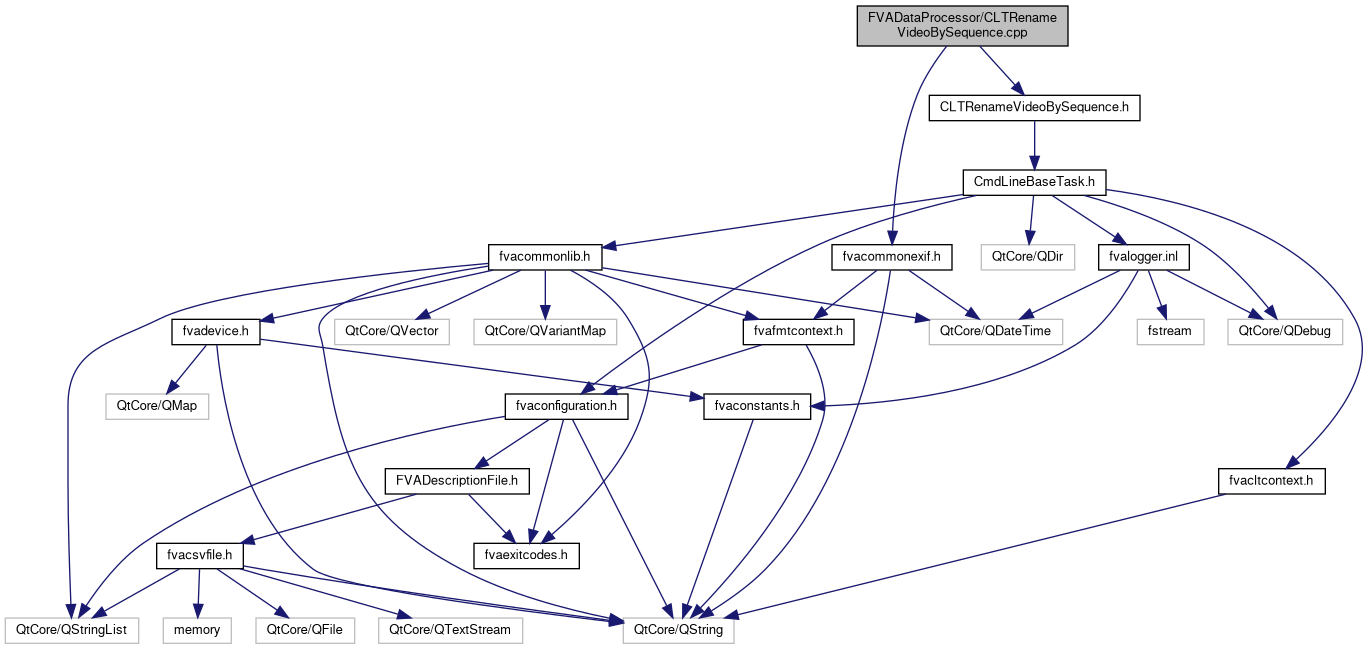 FVADataProcessor/CLTRename
VideoBySequence.cpp
CLTRenameVideoBySequence.h
CmdLineBaseTask.h
fvacommonlib.h
fvacommonexif.h
QtCore/QDir
fvalogger.inl
fvadevice.h
QtCore/QVector
QtCore/QVariantMap
fvafmtcontext.h
QtCore/QDateTime
fstream
QtCore/QDebug
QtCore/QMap
fvaconfiguration.h
fvaconstants.h
FVADescriptionFile.h
fvacltcontext.h
fvacsvfile.h
fvaexitcodes.h
QtCore/QStringList
memory
QtCore/QFile
QtCore/QTextStream
QtCore/QString